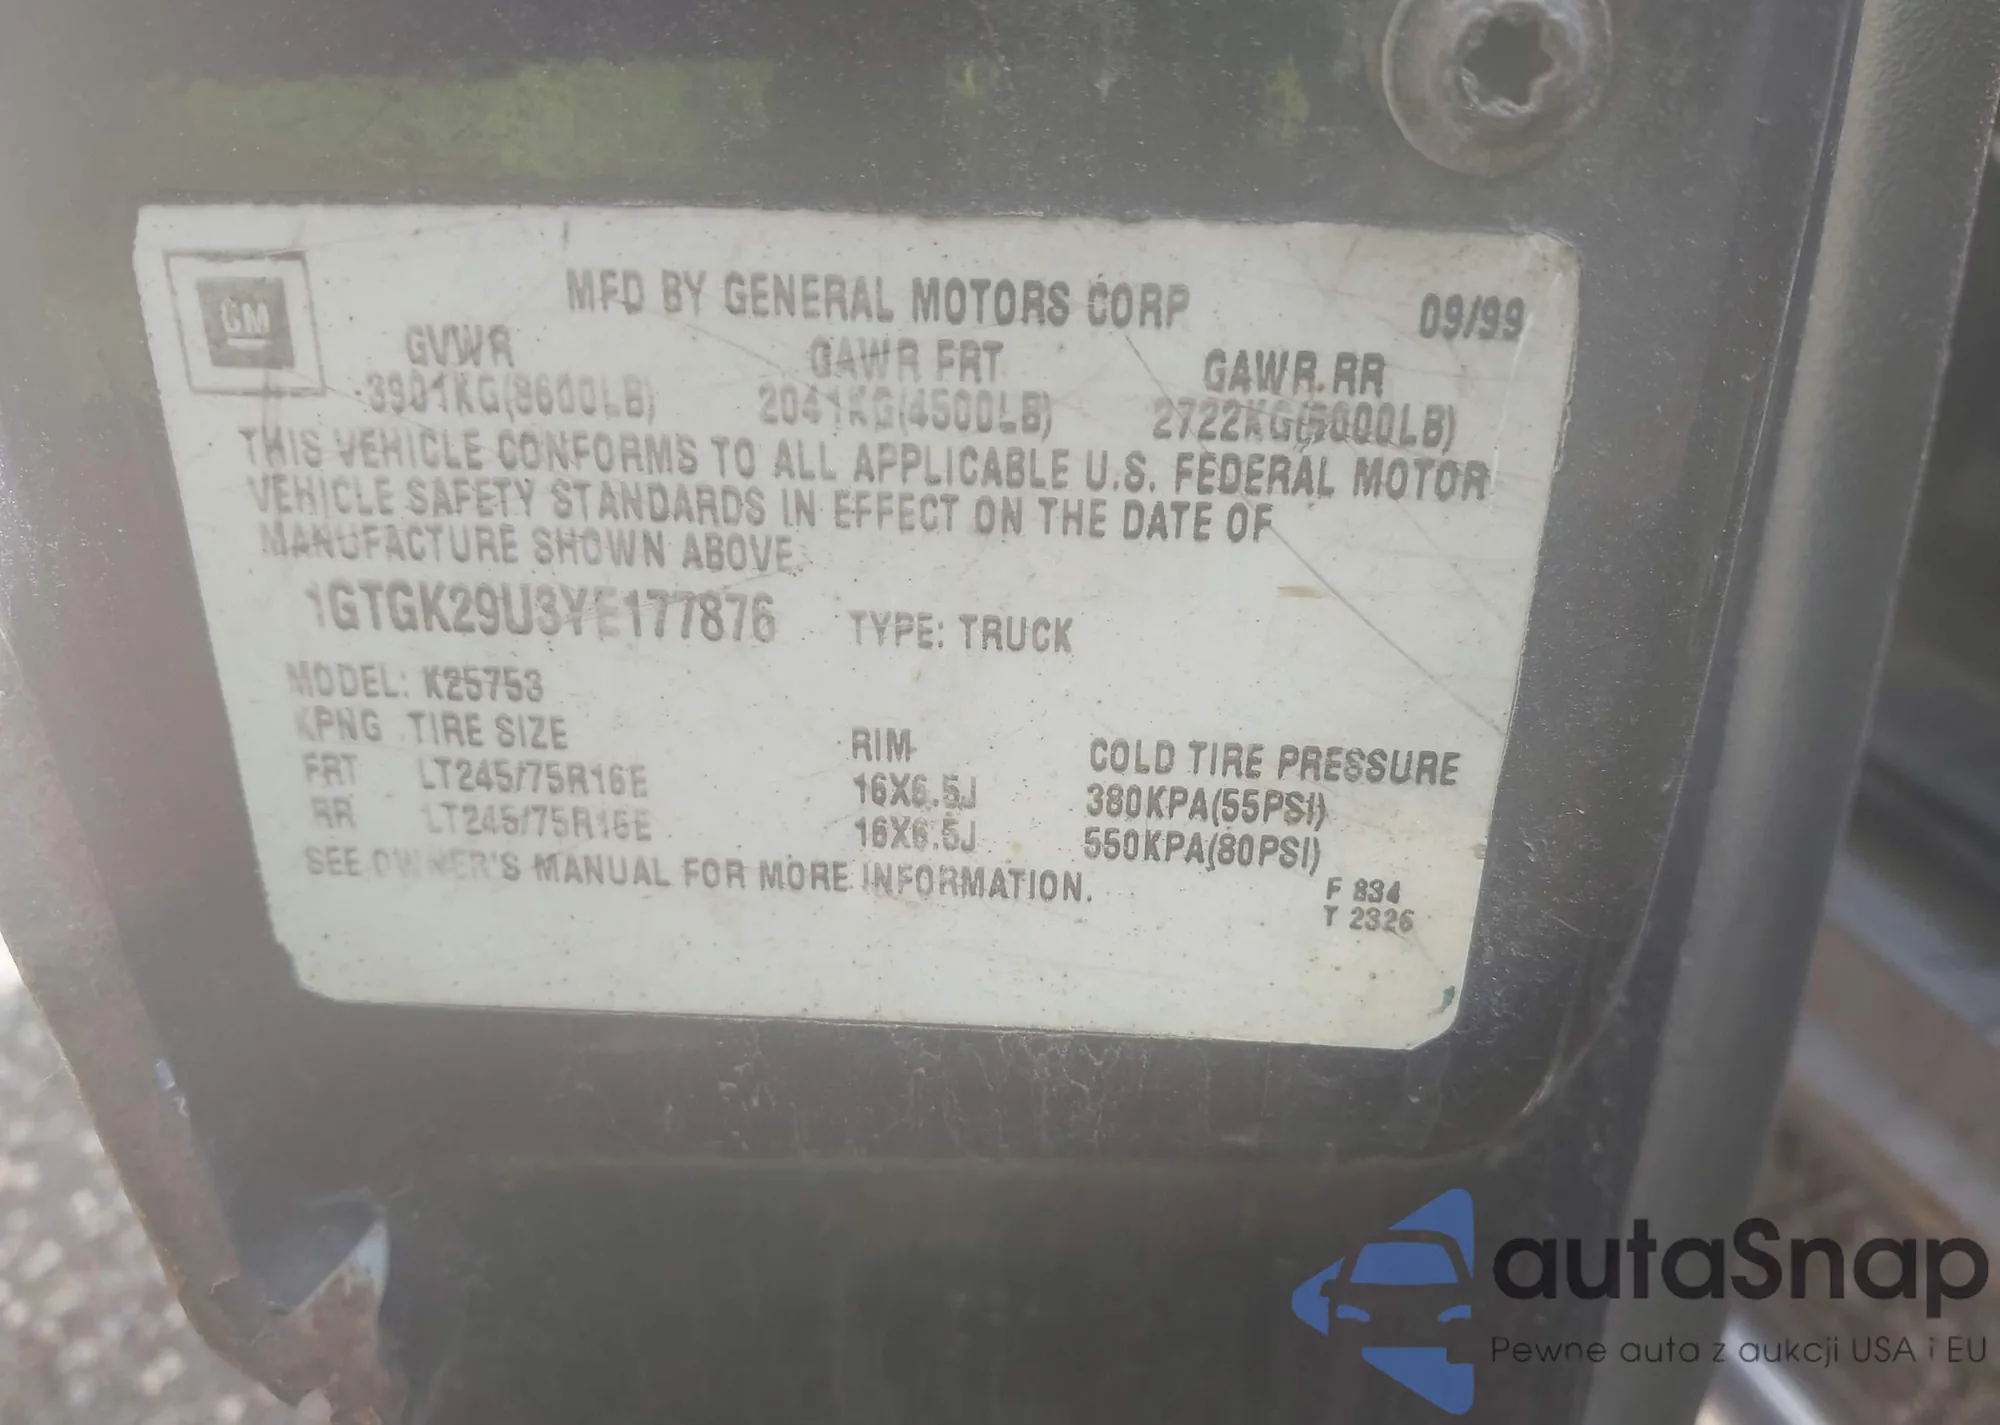 GM
MFD BY GENERAL MOTORS CORP 09/99
GVWR GAWR FRT GAWR RR
3901KG(8600LB) 2041KG(4500LB) 2722KG(6000LB)
THIS VEHICLE CONFORMS TO ALL APPLICABLE U.S. FEDERAL MOTOR
VEHICLE SAFETY STANDARDS IN EFFECT ON THE DATE OF
MANUFACTURE SHOWN ABOVE.
1GTGK29U3YE177876 TYPE: TRUCK
MODEL: K25753
KPNG TIRE SIZE RIM COLD TIRE PRESSURE
FRT LT245/75R16E 16X6.5J 380KPA(55PSI)
RR LT245/75R16E 16X6.5J 550KPA(80PSI)
SEE OWNER'S MANUAL FOR MORE INFORMATION.
F 834
T 2326
autoSnap
Pewne auta z aukcji USA i EU